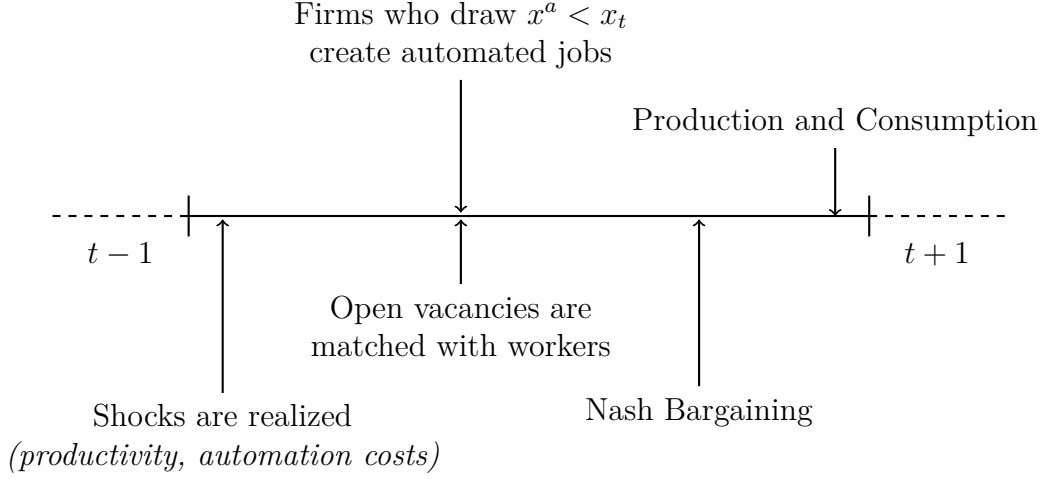 Firms who draw $x^a < x_t$
create automated jobs
Production and Consumption
$t-1$
$t+1$
Open vacancies are
matched with workers
Shocks are realized
(productivity, automation costs)
Nash Bargaining